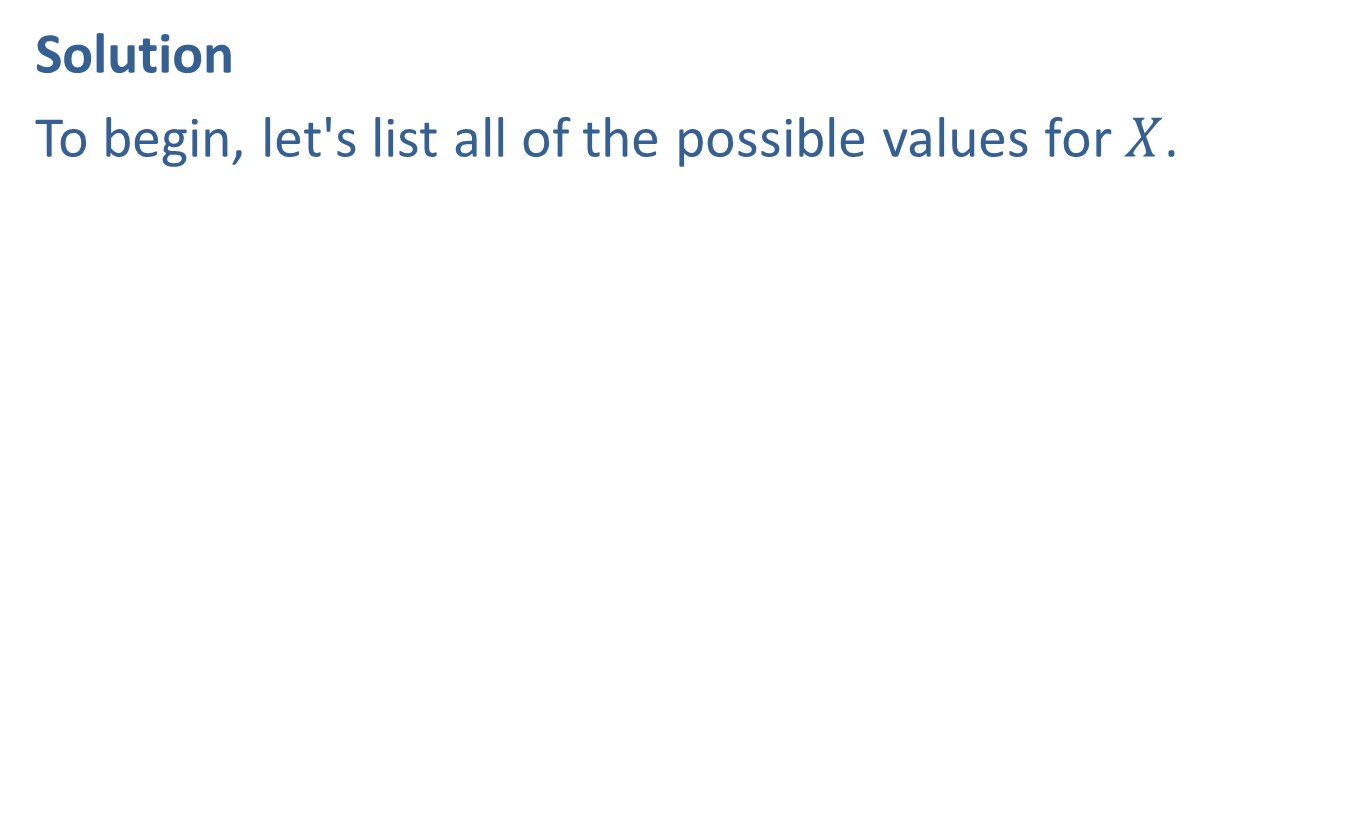 Solution
To begin, let's list all of the possible values for X.